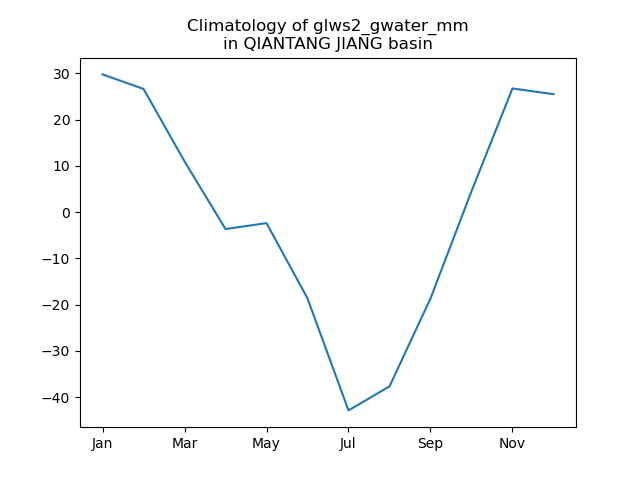 Climatology of glws2_gwater_mm
in QIANTANG JIANG basin
30
20
10
0
−10
−20
−30
−40
Jan
Mar
May
Jul
Sep
Nov